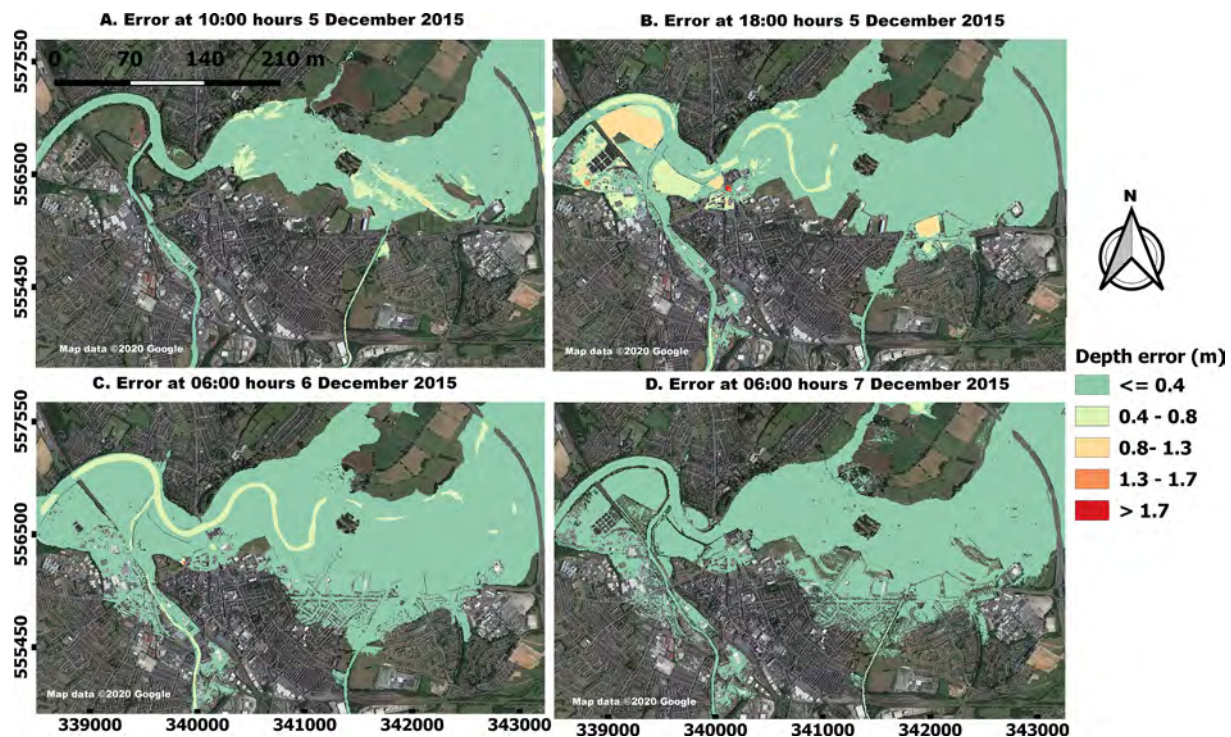 A. Error at 10:00 hours 5 December 2015
B. Error at 18:00 hours 5 December 2015
557550
0 70 140 210 m
556500
555450
Map data ©2020 Google
Map data ©2020 Google
N
Depth error (m)
<= 0.4
0.4 - 0.8
0.8- 1.3
1.3 - 1.7
> 1.7
C. Error at 06:00 hours 6 December 2015
D. Error at 06:00 hours 7 December 2015
557550
556500
555450
Map data ©2020 Google
Map data ©2020 Google
339000 340000 341000 342000 343000
339000 340000 341000 342000 343000